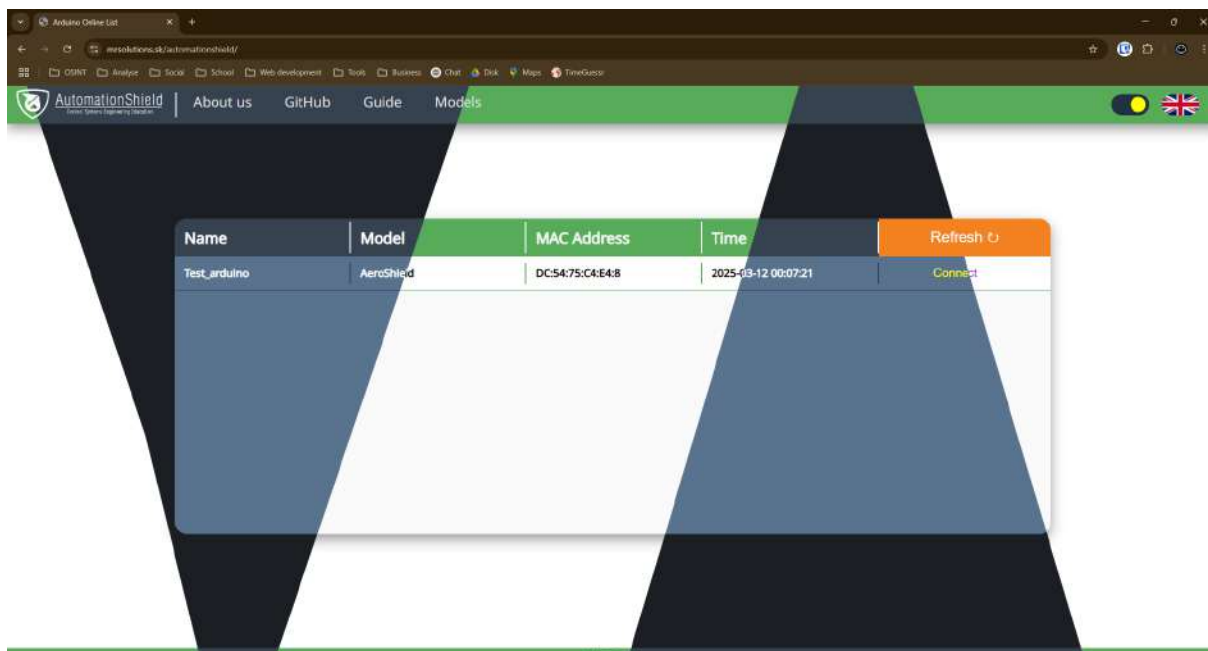 Arduino Online List
mrsolutions.sk/automationshield/
OSINT Analyse Social School Web development Tools Business Chat Disk Maps TimeGuessr
AutomationShield About us GitHub Guide Models
Name Model MAC Address Time Refresh ↻
Test_arduino AeroShield DC:54:75:C4:E4:8 2025-03-12 00:07:21 Connect